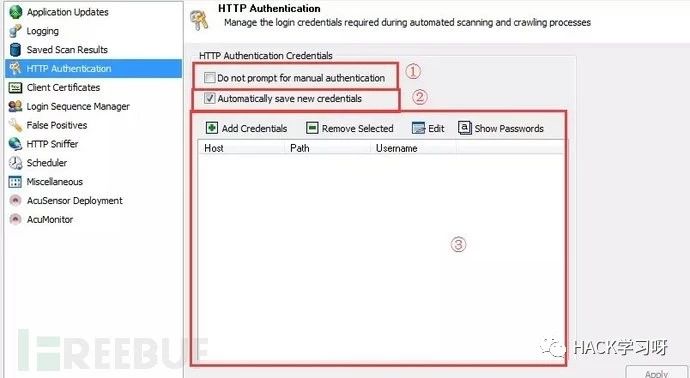 Application Updates
Logging
Saved Scan Results
HTTP Authentication
Client Certificates
Login Sequence Manager
False Positives
HTTP Sniffer
Scheduler
Miscellaneous
AcuSensor Deployment
AcuMonitor
HTTP Authentication
Manage the login credentials required during automated scanning and crawling processes
HTTP Authentication Credentials
Do not prompt for manual authentication ①
Automatically save new credentials ②
Add Credentials Remove Selected Edit a Show Passwords
Host Path Username
③
REEBUF
HACK学习呀
Apply